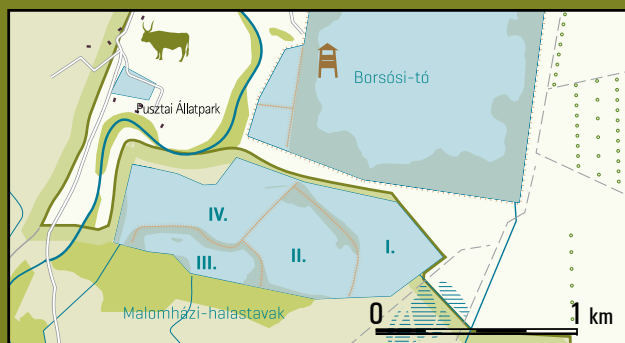 Borsósi-tó
Pusztai Állatpark
IV.
I.
II.
III.
Malomházi-halastavak
0 1 km